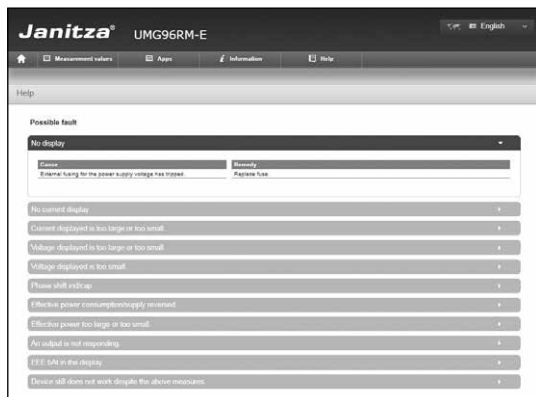 Janitza® UMG96RM-E
English
Measurement values Apps Information Help
Help
Possible fault
No display
Cause Remedy
External fusing for the power supply voltage has tripped. Replace fuse.
No current display
Current displayed is too large or too small.
Voltage displayed is too large or too small.
Voltage displayed is too small.
Phase shift ind/cap
Effective power consumption/supply reversed.
Effective power too large or too small.
An output is not responding.
EEE bAt in the display
Device still does not work despite the above measures.